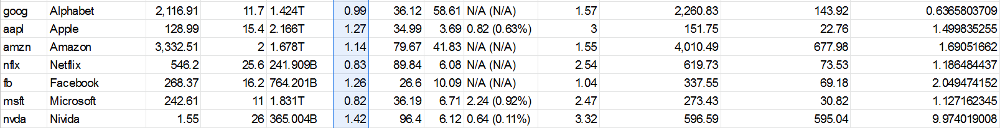 goog Alphabet 2,116.91 11.7 1.424T 0.99 36.12 58.61 N/A (N/A) 1.57 2,260.83 143.92 0.6365803709
aapl Apple 128.99 15.4 2.166T 1.27 34.99 3.69 0.82 (0.63%) 3 151.75 22.76 1.499835255
amzn Amazon 3,332.51 2 1.678T 1.14 79.67 41.83 N/A (N/A) 1.55 4,010.49 677.98 1.69051662
nflx Netflix 546.2 25.6 241.909B 0.83 89.84 6.08 N/A (N/A) 2.54 619.73 73.53 1.186484437
fb Facebook 268.37 16.2 764.201B 1.26 26.6 10.09 N/A (N/A) 1.04 337.55 69.18 2.049474152
msft Microsoft 242.61 11 1.831T 0.82 36.19 6.71 2.24 (0.92%) 2.47 273.43 30.82 1.127162345
nvda Nivida 1.55 26 365.004B 1.42 96.4 6.12 0.64 (0.11%) 3.32 596.59 595.04 9.974019008